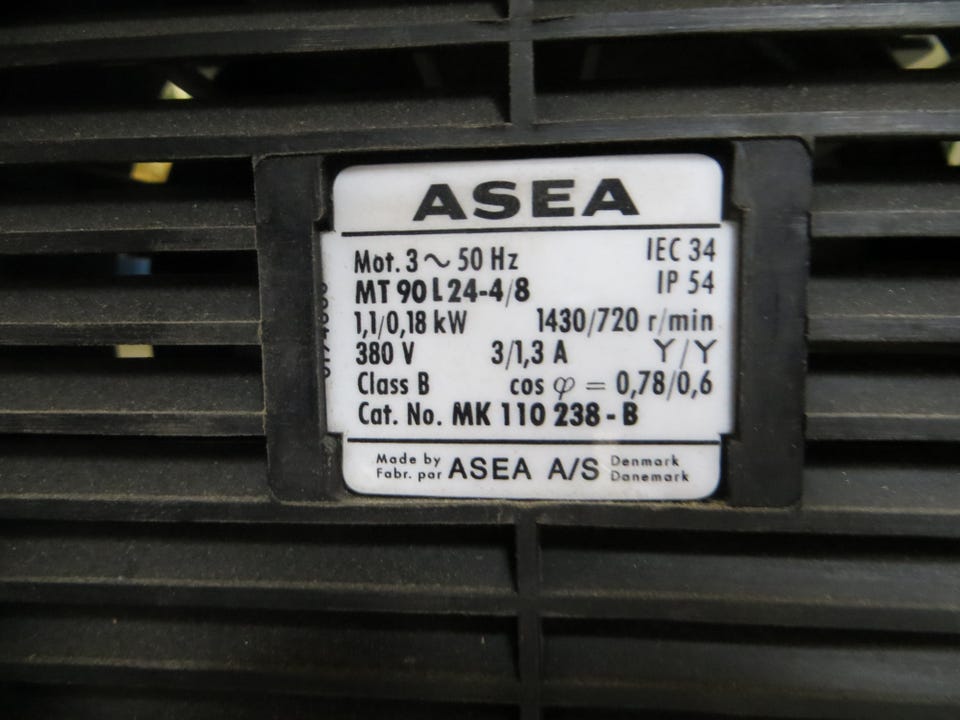 ASEA
Mot. 3 ~ 50 Hz IEC 34
MT 90 L 24-4/8 IP 54
1,1/0,18 kW 1430/720 r/min
380 V 3/1,3 A Y/Y
Class B cos φ = 0,78/0,6
Cat. No. MK 110 238-B
Made by ASEA A/S Denmark
Fabr. par Danemark